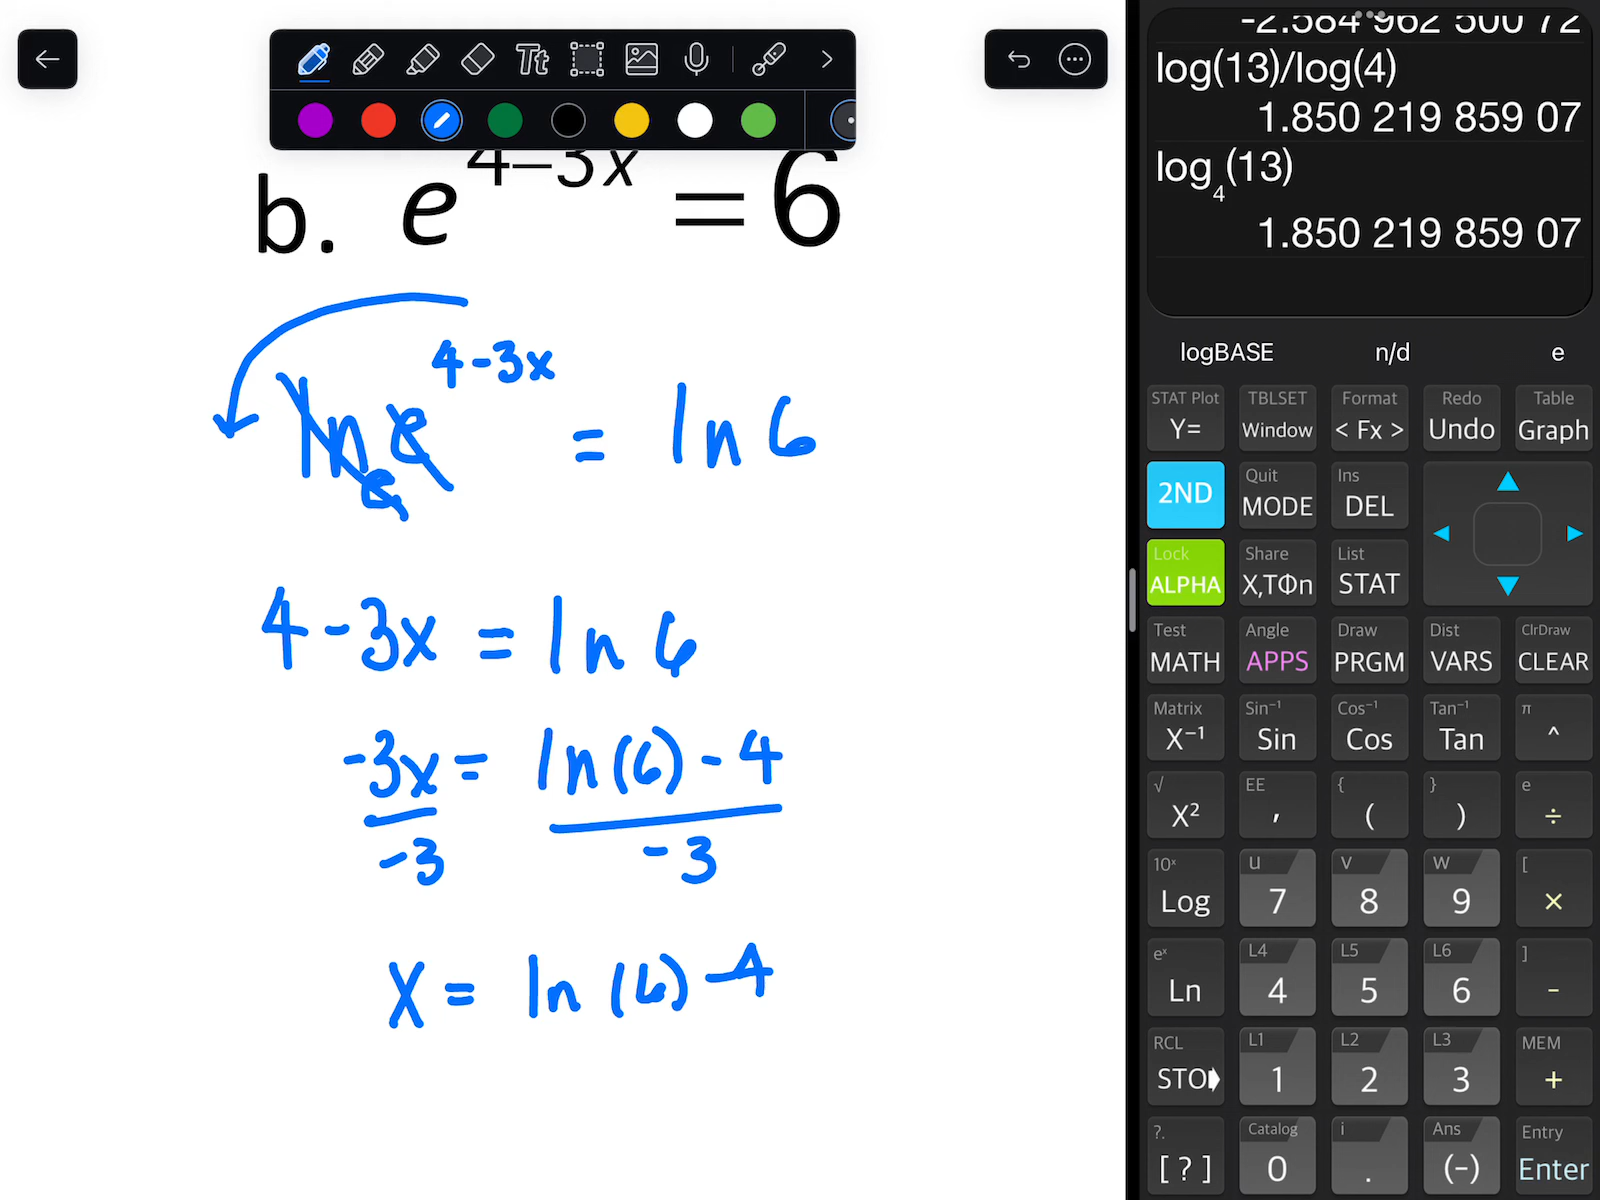 Tt
b. e^{4-3x} = 6
ln_e e^{4-3x} = ln 6
4-3x = ln 6
-3x = ln(6) - 4
-3 -3
x = ln(6) - 4
-2.584 962 500 72
log(13)/log(4)
1.850 219 859 07
log₄(13)
1.850 219 859 07
logBASE n/d e
STAT Plot TBLSET Format Redo Table
Y= Window < Fx > Undo Graph
Quit Ins
2ND MODE DEL
Lock Share List
ALPHA X,TΦn STAT
Test Angle Draw Dist ClrDraw
MATH APPS PRGM VARS CLEAR
Matrix Sin⁻¹ Cos⁻¹ Tan⁻¹ π
X⁻¹ Sin Cos Tan ^
√ EE { } e
X² , ( ) ÷
10ˣ u V W [
Log 7 8 9 ×
eˣ L4 L5 L6 ]
Ln 4 5 6 -
RCL L1 L2 L3 MEM
STO 1 2 3 +
?. Catalog i Ans Entry
[ ? ] 0 . (-) Enter